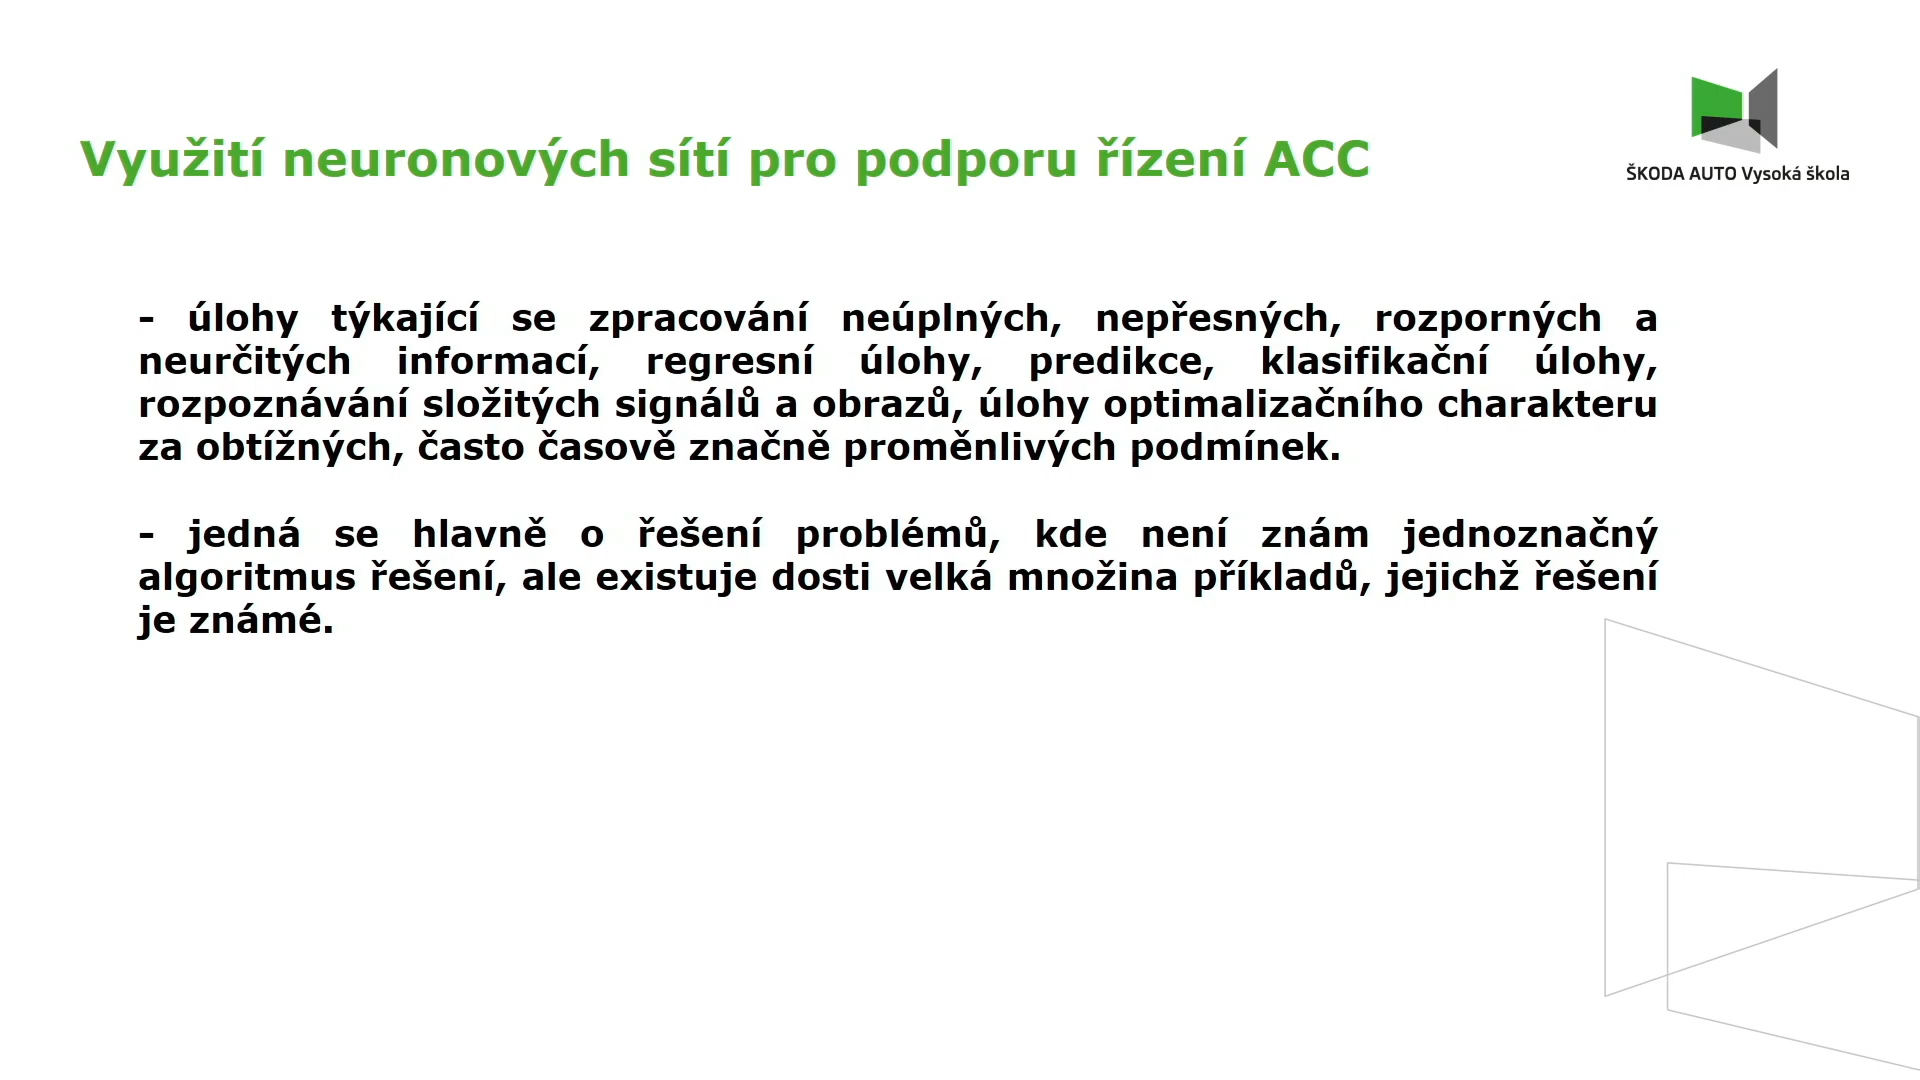 Využití neuronových sítí pro podporu řízení ACC
ŠKODA AUTO Vysoká škola
- úlohy týkající se zpracování neúplných, nepřesných, rozporných a
neurčitých informací, regresní úlohy, predikce, klasifikační úlohy,
rozpoznávání složitých signálů a obrazů, úlohy optimalizačního charakteru
za obtížných, často časově značně proměnlivých podmínek.
- jedná se hlavně o řešení problémů, kde není znám jednoznačný
algoritmus řešení, ale existuje dosti velká množina příkladů, jejichž řešení
je známé.